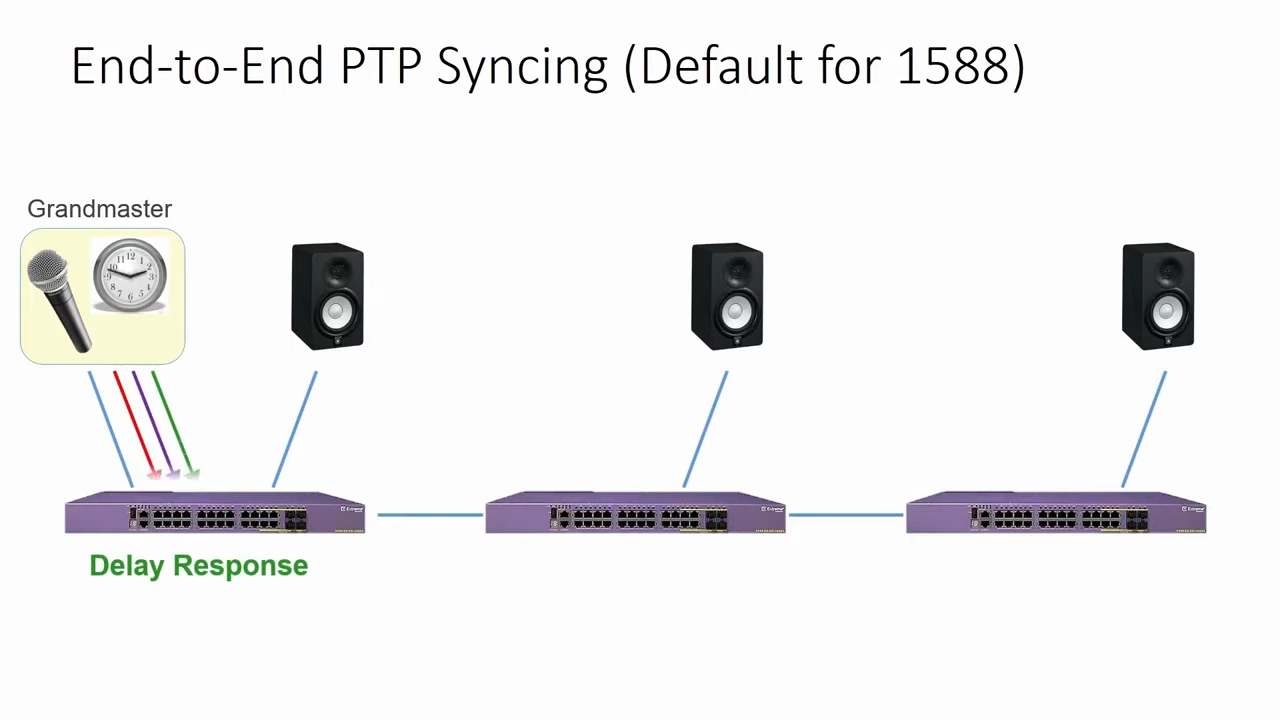 End-to-End PTP Syncing (Default for 1588)
Grandmaster
Delay Response